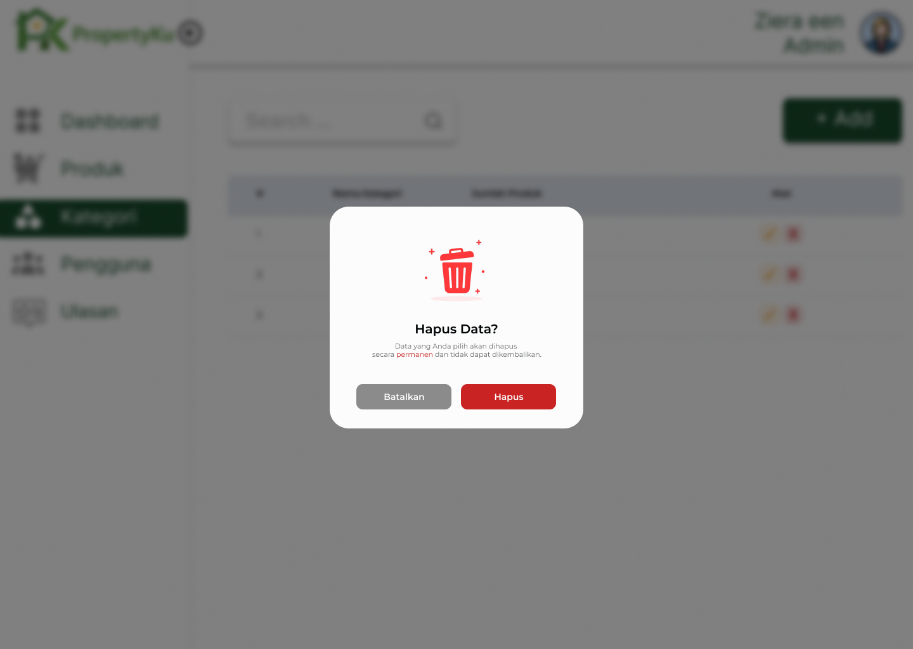 PropertyKu
Ziera een
Admin
Dashboard
Produk
Kategori
Pengguna
Ulasan
Search...
+ Add
#
Nama Kategori
Jumlah Produk
Aksi
1
2
3
Hapus Data?
Data yang Anda pilih akan dihapus
secara permanen dan tidak dapat dikembalikan.
Batalkan
Hapus